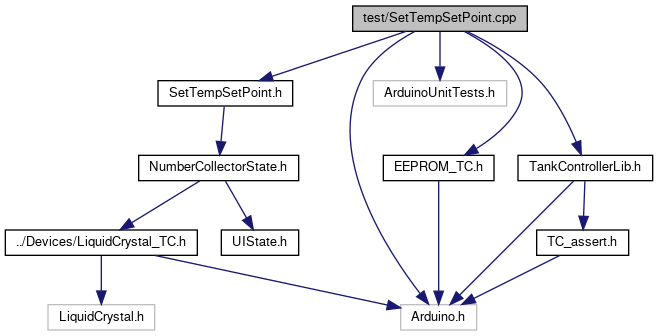 test/SetTempSetPoint.cpp
SetTempSetPoint.h
ArduinoUnitTests.h
NumberCollectorState.h
EEPROM_TC.h
TankControllerLib.h
../Devices/LiquidCrystal_TC.h
UIState.h
TC_assert.h
LiquidCrystal.h
Arduino.h